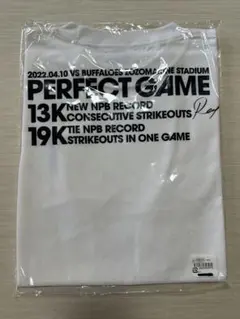 2022.04.10 VS BUFFALOES ZOZOMARINE STADIUM
PERFECT GAME
13K NEW NPB RECORD
CONSECUTIVE STRIKEOUTS
19K TIE NPB RECORD
STRIKEOUTS IN ONE GAME